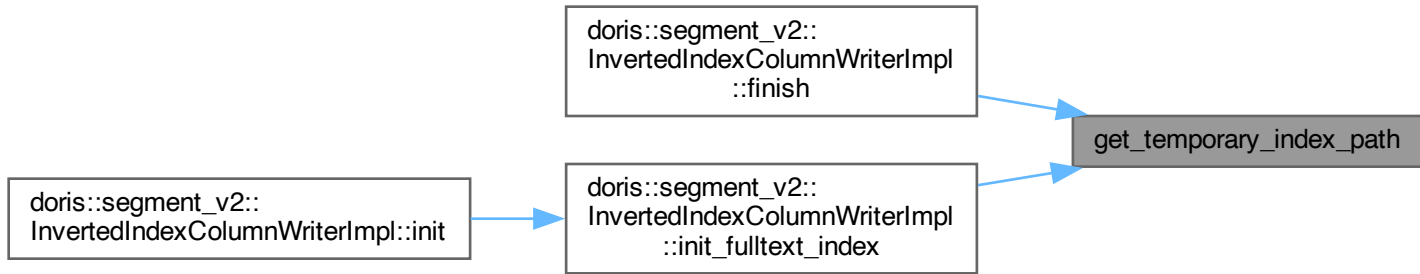 doris::segment_v2::
InvertedIndexColumnWriterImpl
::finish
get_temporary_index_path
doris::segment_v2::
InvertedIndexColumnWriterImpl
::init_fulltext_index
doris::segment_v2::
InvertedIndexColumnWriterImpl::init